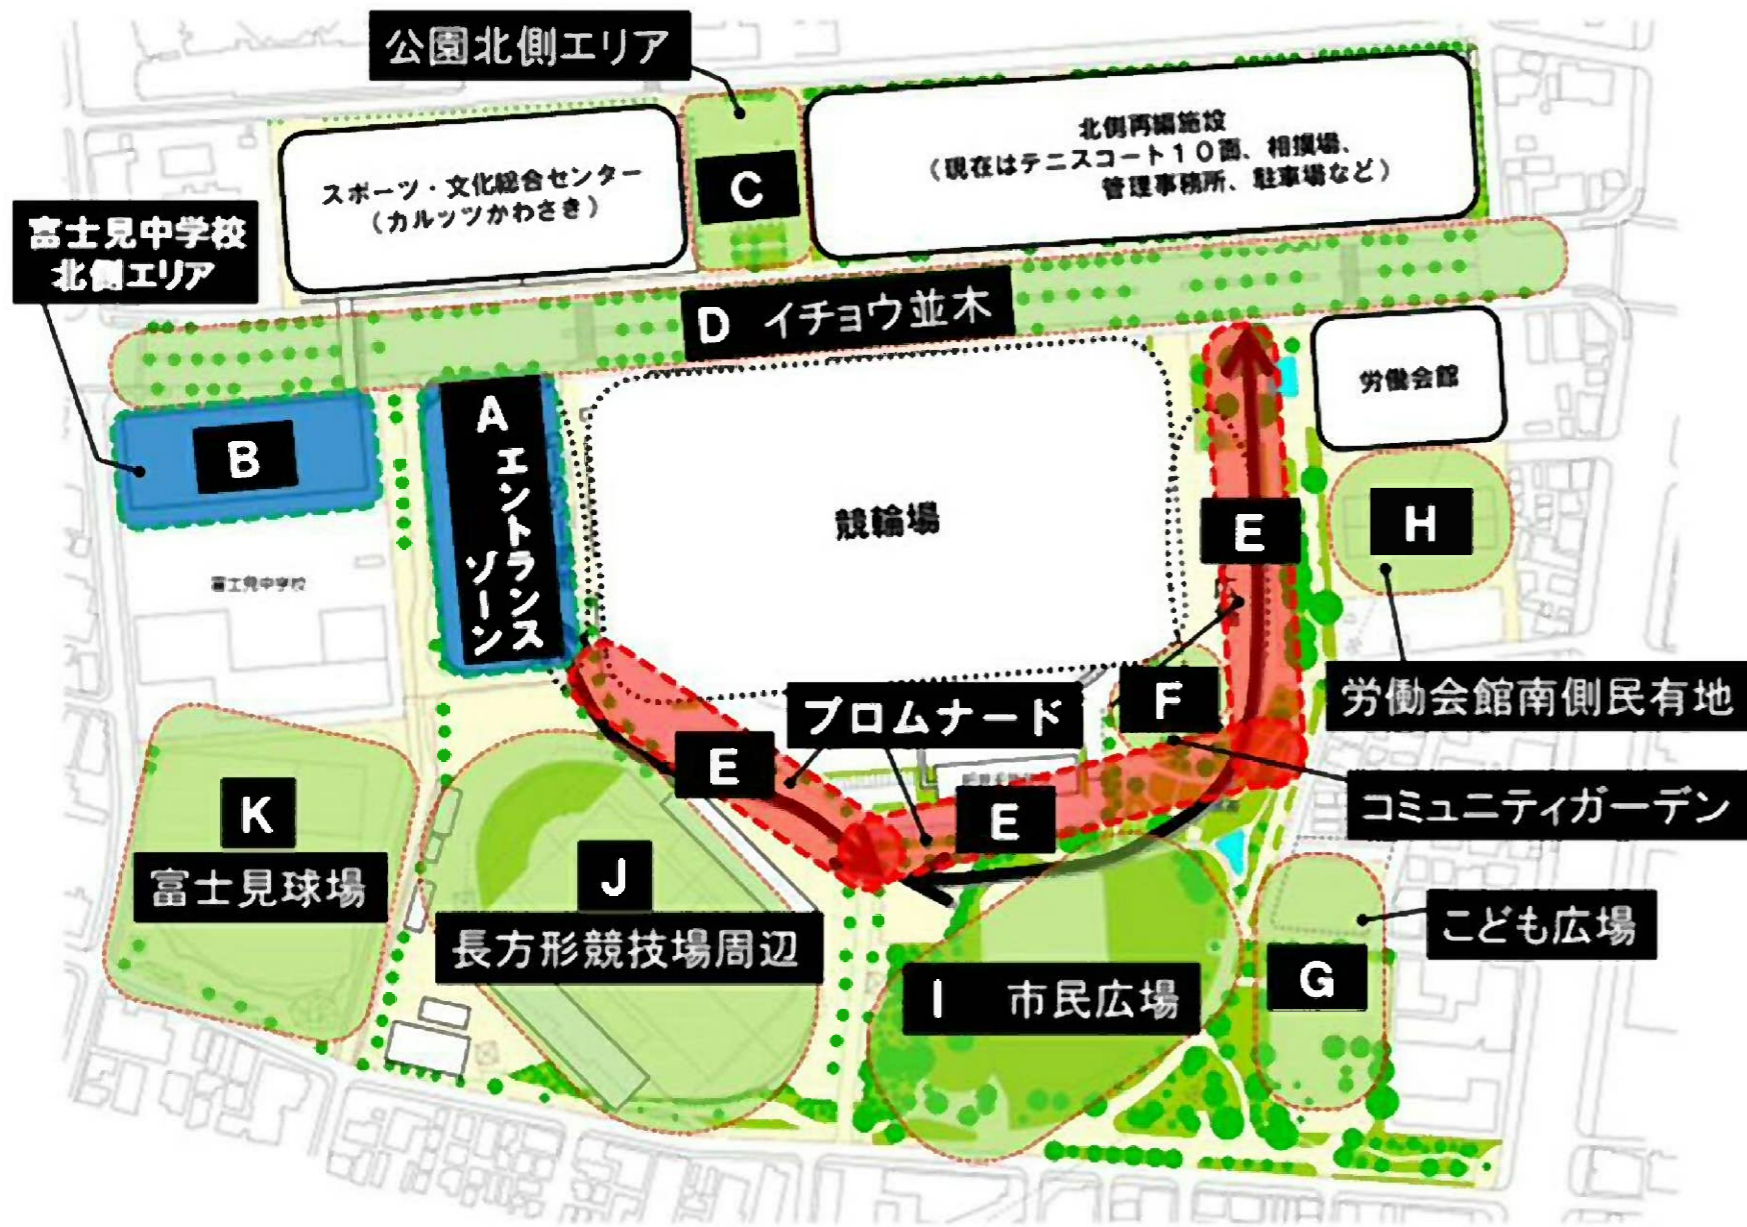 公園北側エリア
北側再編施設
(現在はテニスコート10面、相撲場、
管理事務所、駐車場など)
スポーツ・文化総合センター
(カルッツかわさき)
C
富士見中学校
北側エリア
D イチョウ並木
労働会館
A
エントランス
ゾーン
B
競輪場
E
H
富士見中学校
労働会館南側民有地
F
プロムナード
E
コミュニティガーデン
E
K
富士見球場
J
長方形競技場周辺
こども広場
G
I 市民広場